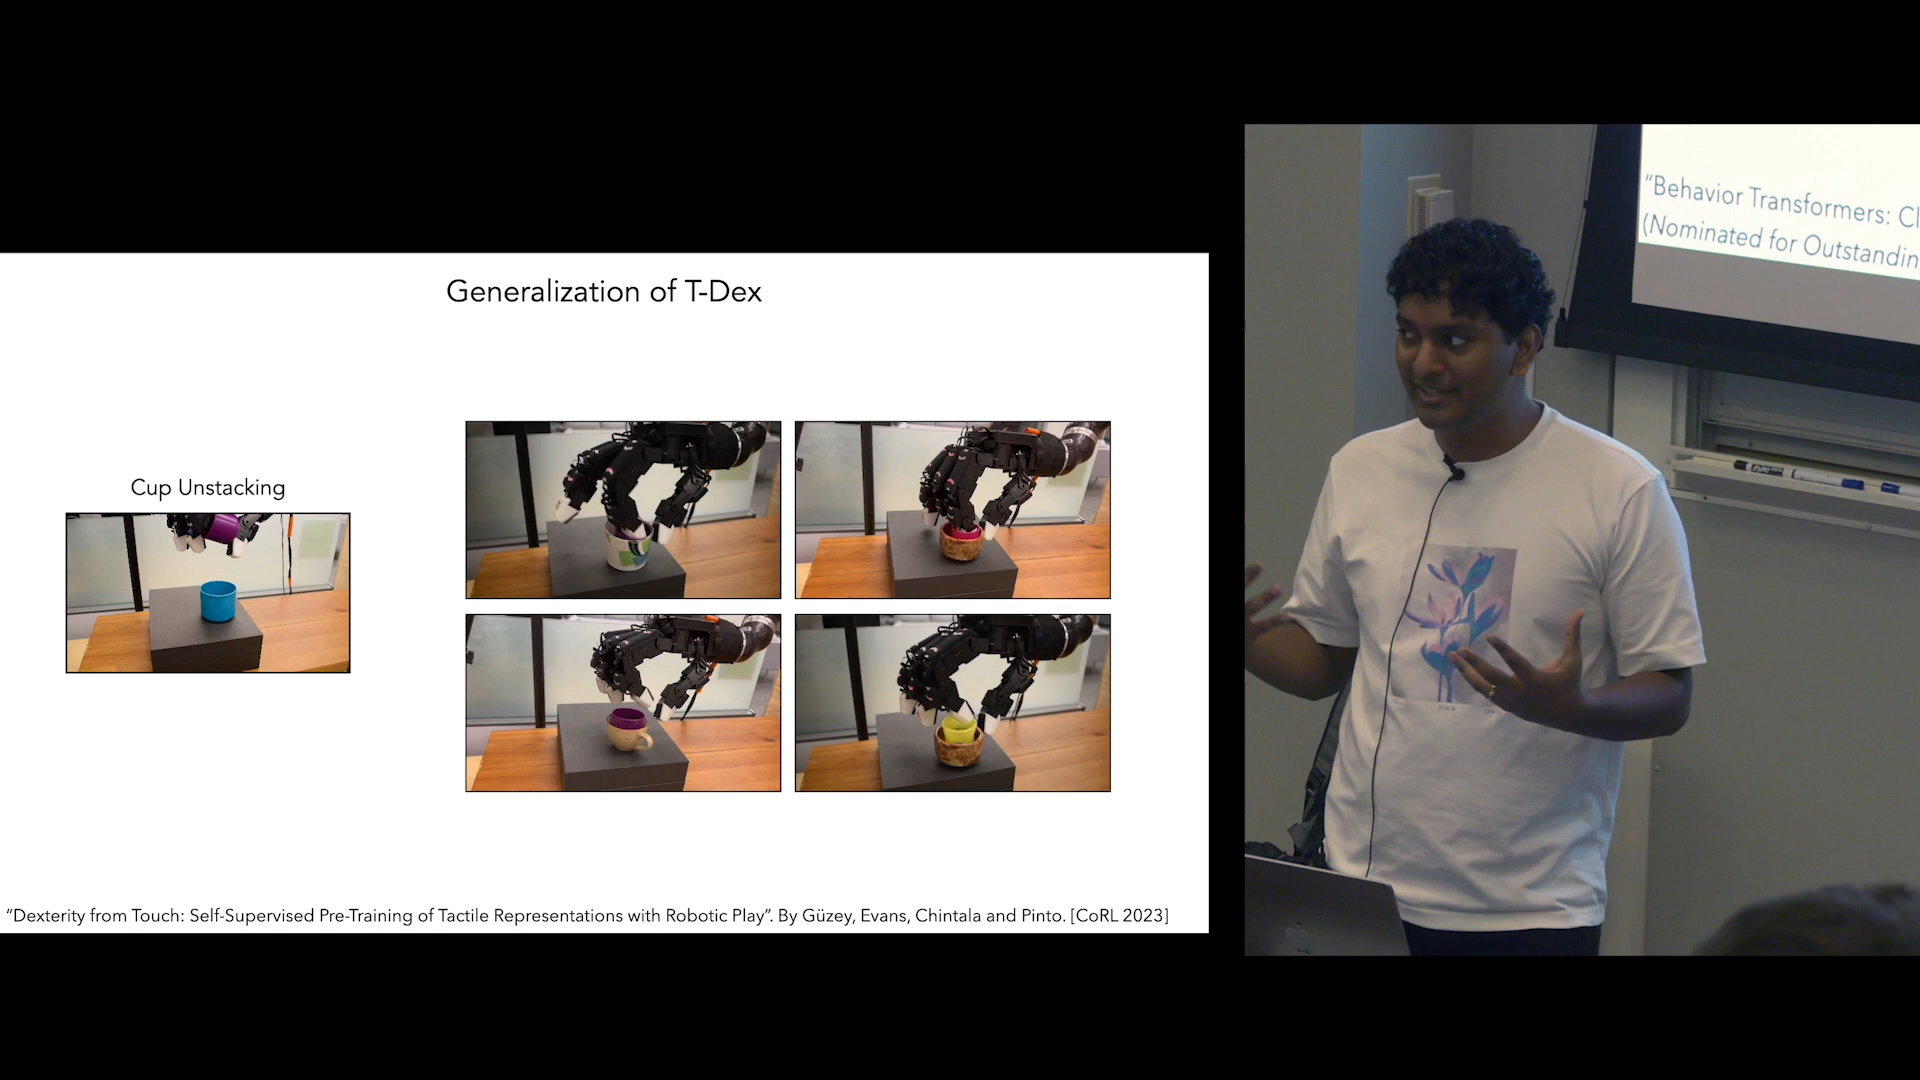 Generalization of T-Dex
Cup Unstacking
"Dexterity from Touch: Self-Supervised Pre-Training of Tactile Representations with Robotic Play". By Güzey, Evans, Chintala and Pinto. [CoRL 2023]
"Behavior Transformers: Cl
(Nominated for Outstandin
EXPO